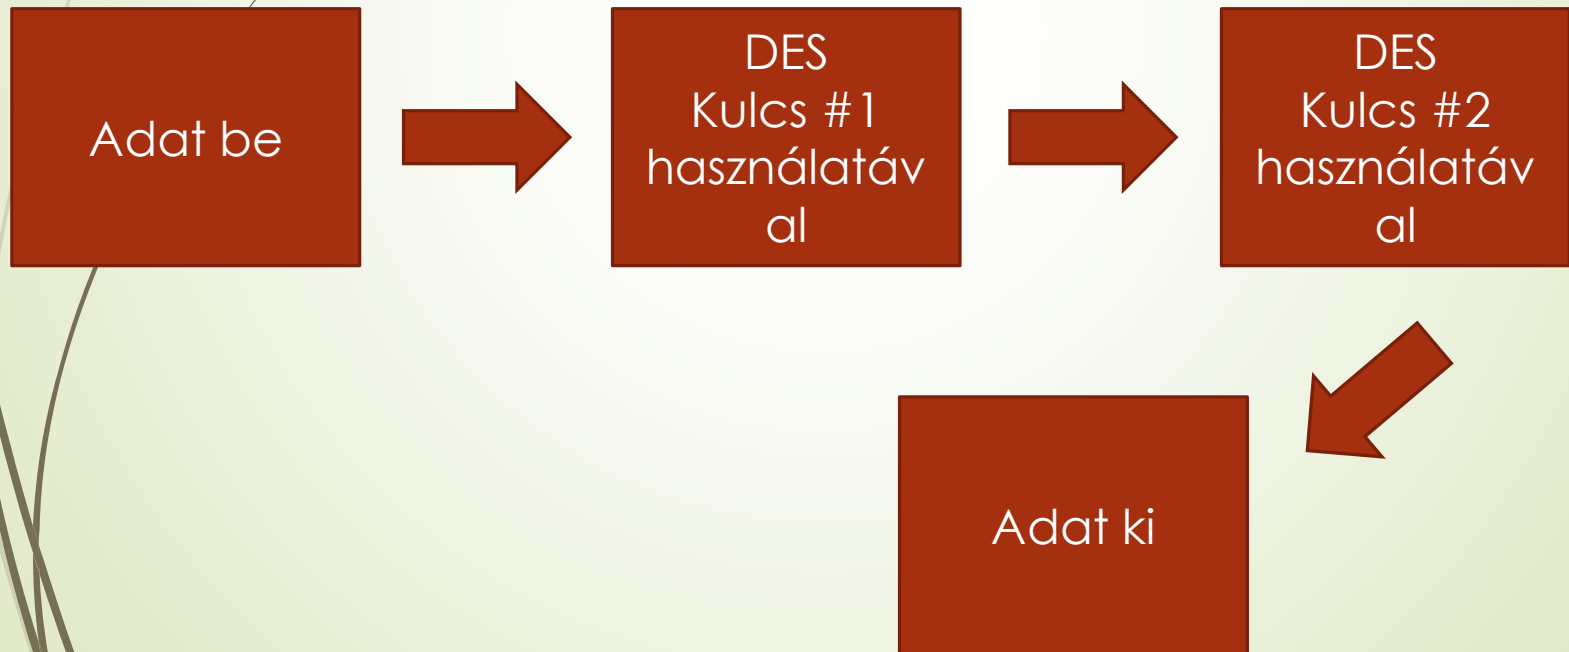 Adat be
DES
Kulcs #1
használatáv
al
DES
Kulcs #2
használatáv
al
Adat ki